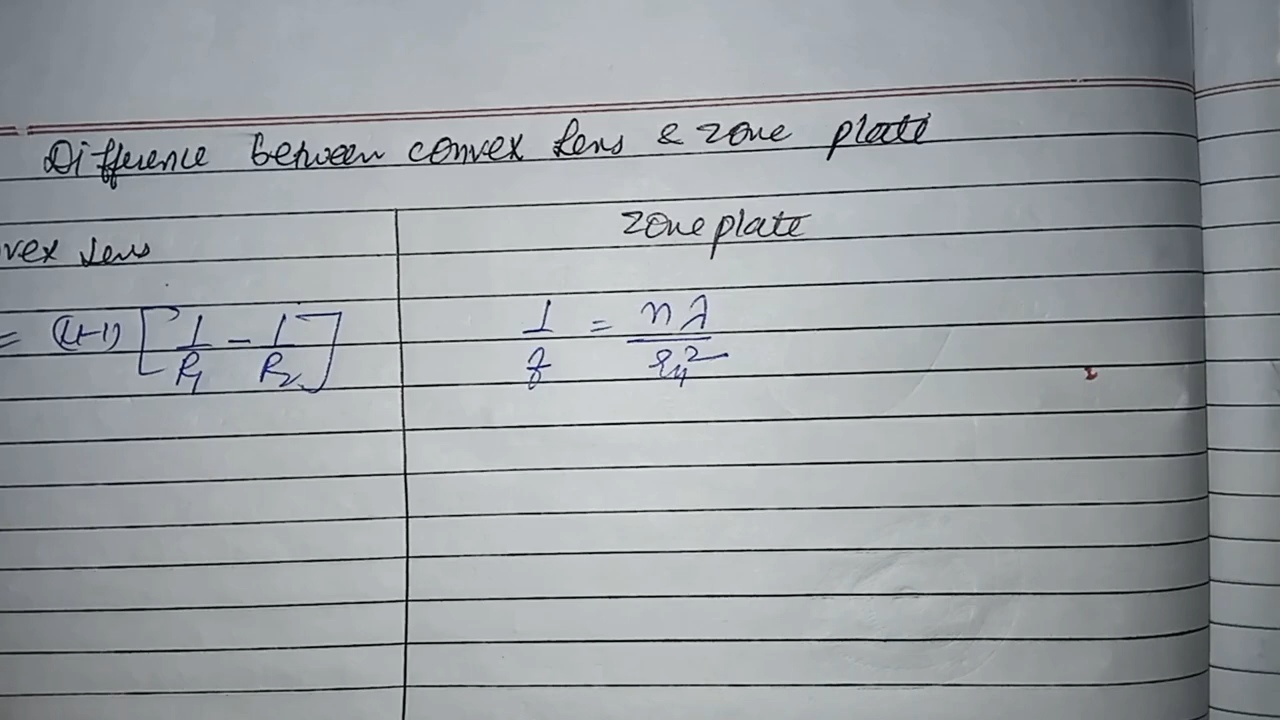 Difference between convex lens & zone plate
vex lens
zone plate
= (μ-1) [1/R1 - 1/R2]
1/f = nλ/rn²